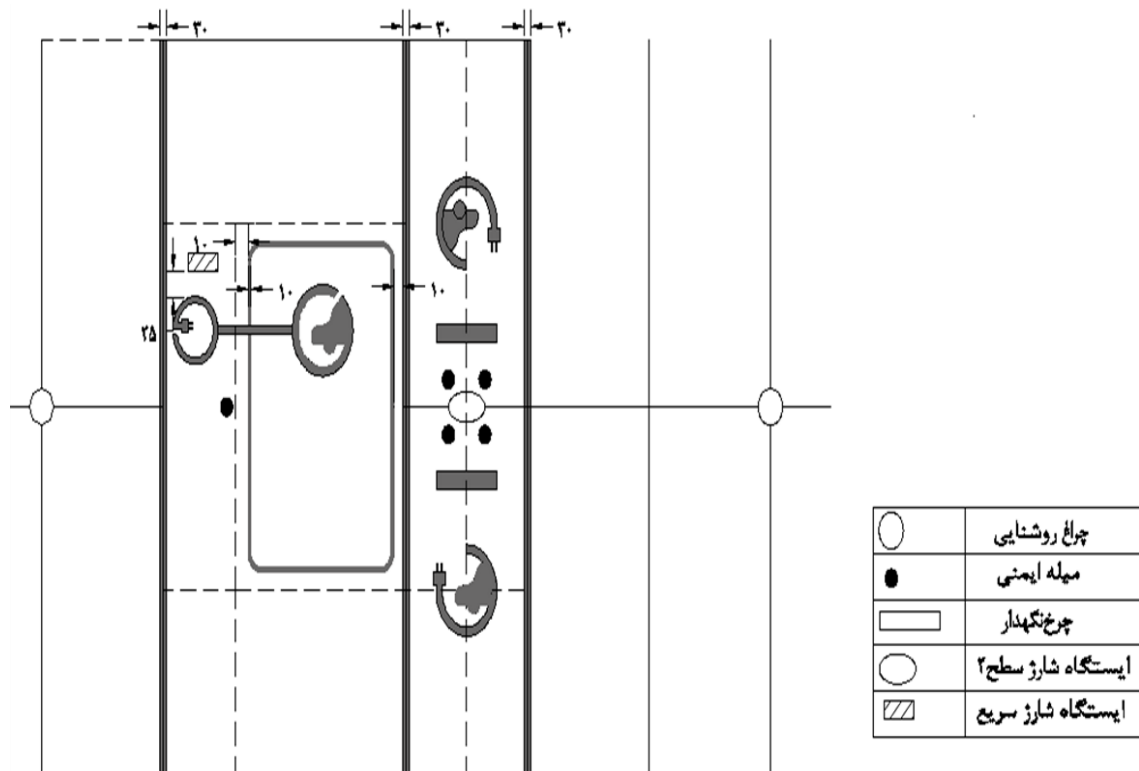 ۳۰
۳۰
۳۰
۱۰
۱۰
۱۰
۲۵
چراغ روشنایی
میله ایمنی
چرخ‌نگهدار
ایستگاه شارژ سطح۲
ایستگاه شارژ سریع